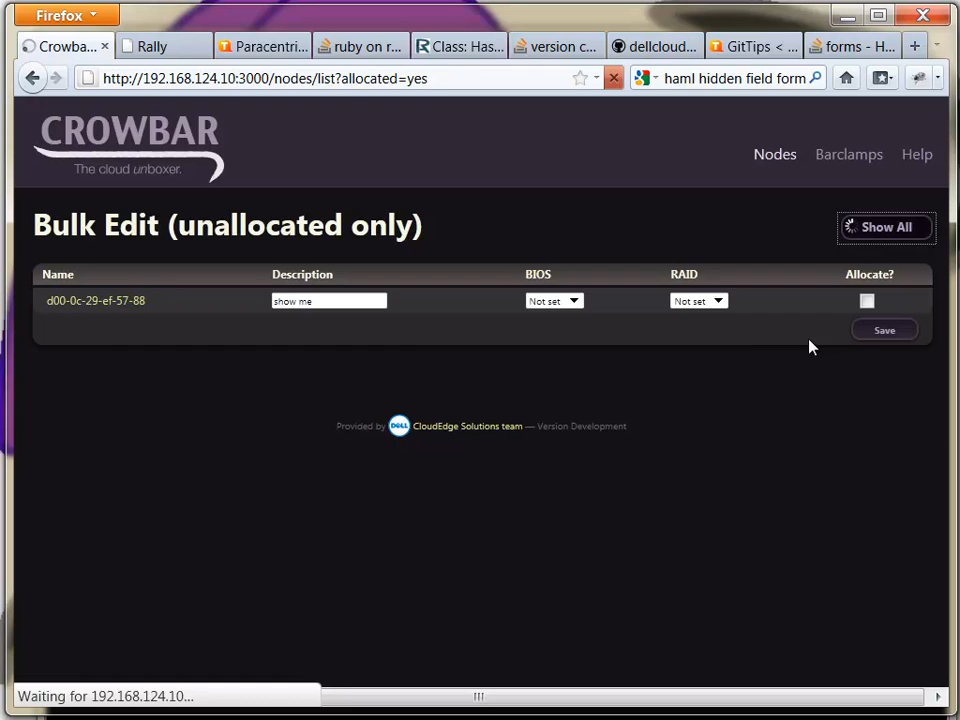 Firefox
Crowba...
Rally
Paracentri...
ruby on r...
Class: Has...
version c...
dellcloud...
GitTips < ...
forms - H...
http://192.168.124.10:3000/nodes/list?allocated=yes
haml hidden field form
CROWBAR
The cloud unboxer.
Nodes
Barclamps
Help
Bulk Edit (unallocated only)
Show All
Name Description BIOS RAID Allocate?
d00-0c-29-ef-57-88 show me Not set Not set
Save
Provided by DELL CloudEdge Solutions team — Version Development
Waiting for 192.168.124.10...